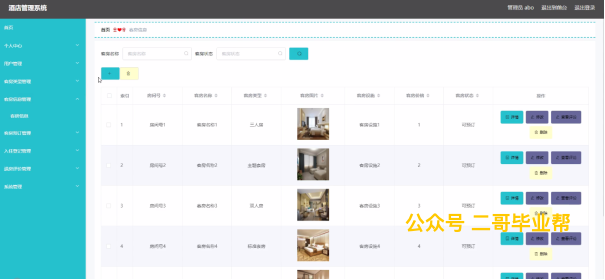 酒店管理系统
管理员 abo 退出到前台 退出登录
首页
首页 客房信息
个人中心
用户管理
客房类型管理
客房信息管理
客房信息
客房预订管理
入住登记管理
系统管理
客房名称 客房名称 客房状态 客房状态
索引 房间号 客房名称 客房类型 客房图片 客房设施 客房价格 客房状态 操作
1 房间号1 客房名称1 三人房 客房设施1 1 可预订 详情 修改 查看评论 删除
2 房间号2 客房名称2 主题套房 客房设施2 2 可预订 详情 修改 查看评论 删除
3 房间号3 客房名称3 双人房 客房设施3 3 可预订 详情 修改 查看评论 删除
4 房间号4 客房名称4 标准套房 客房设施4 4 可预订 详情 修改 查看评论 删除
公众号 二哥毕业帮